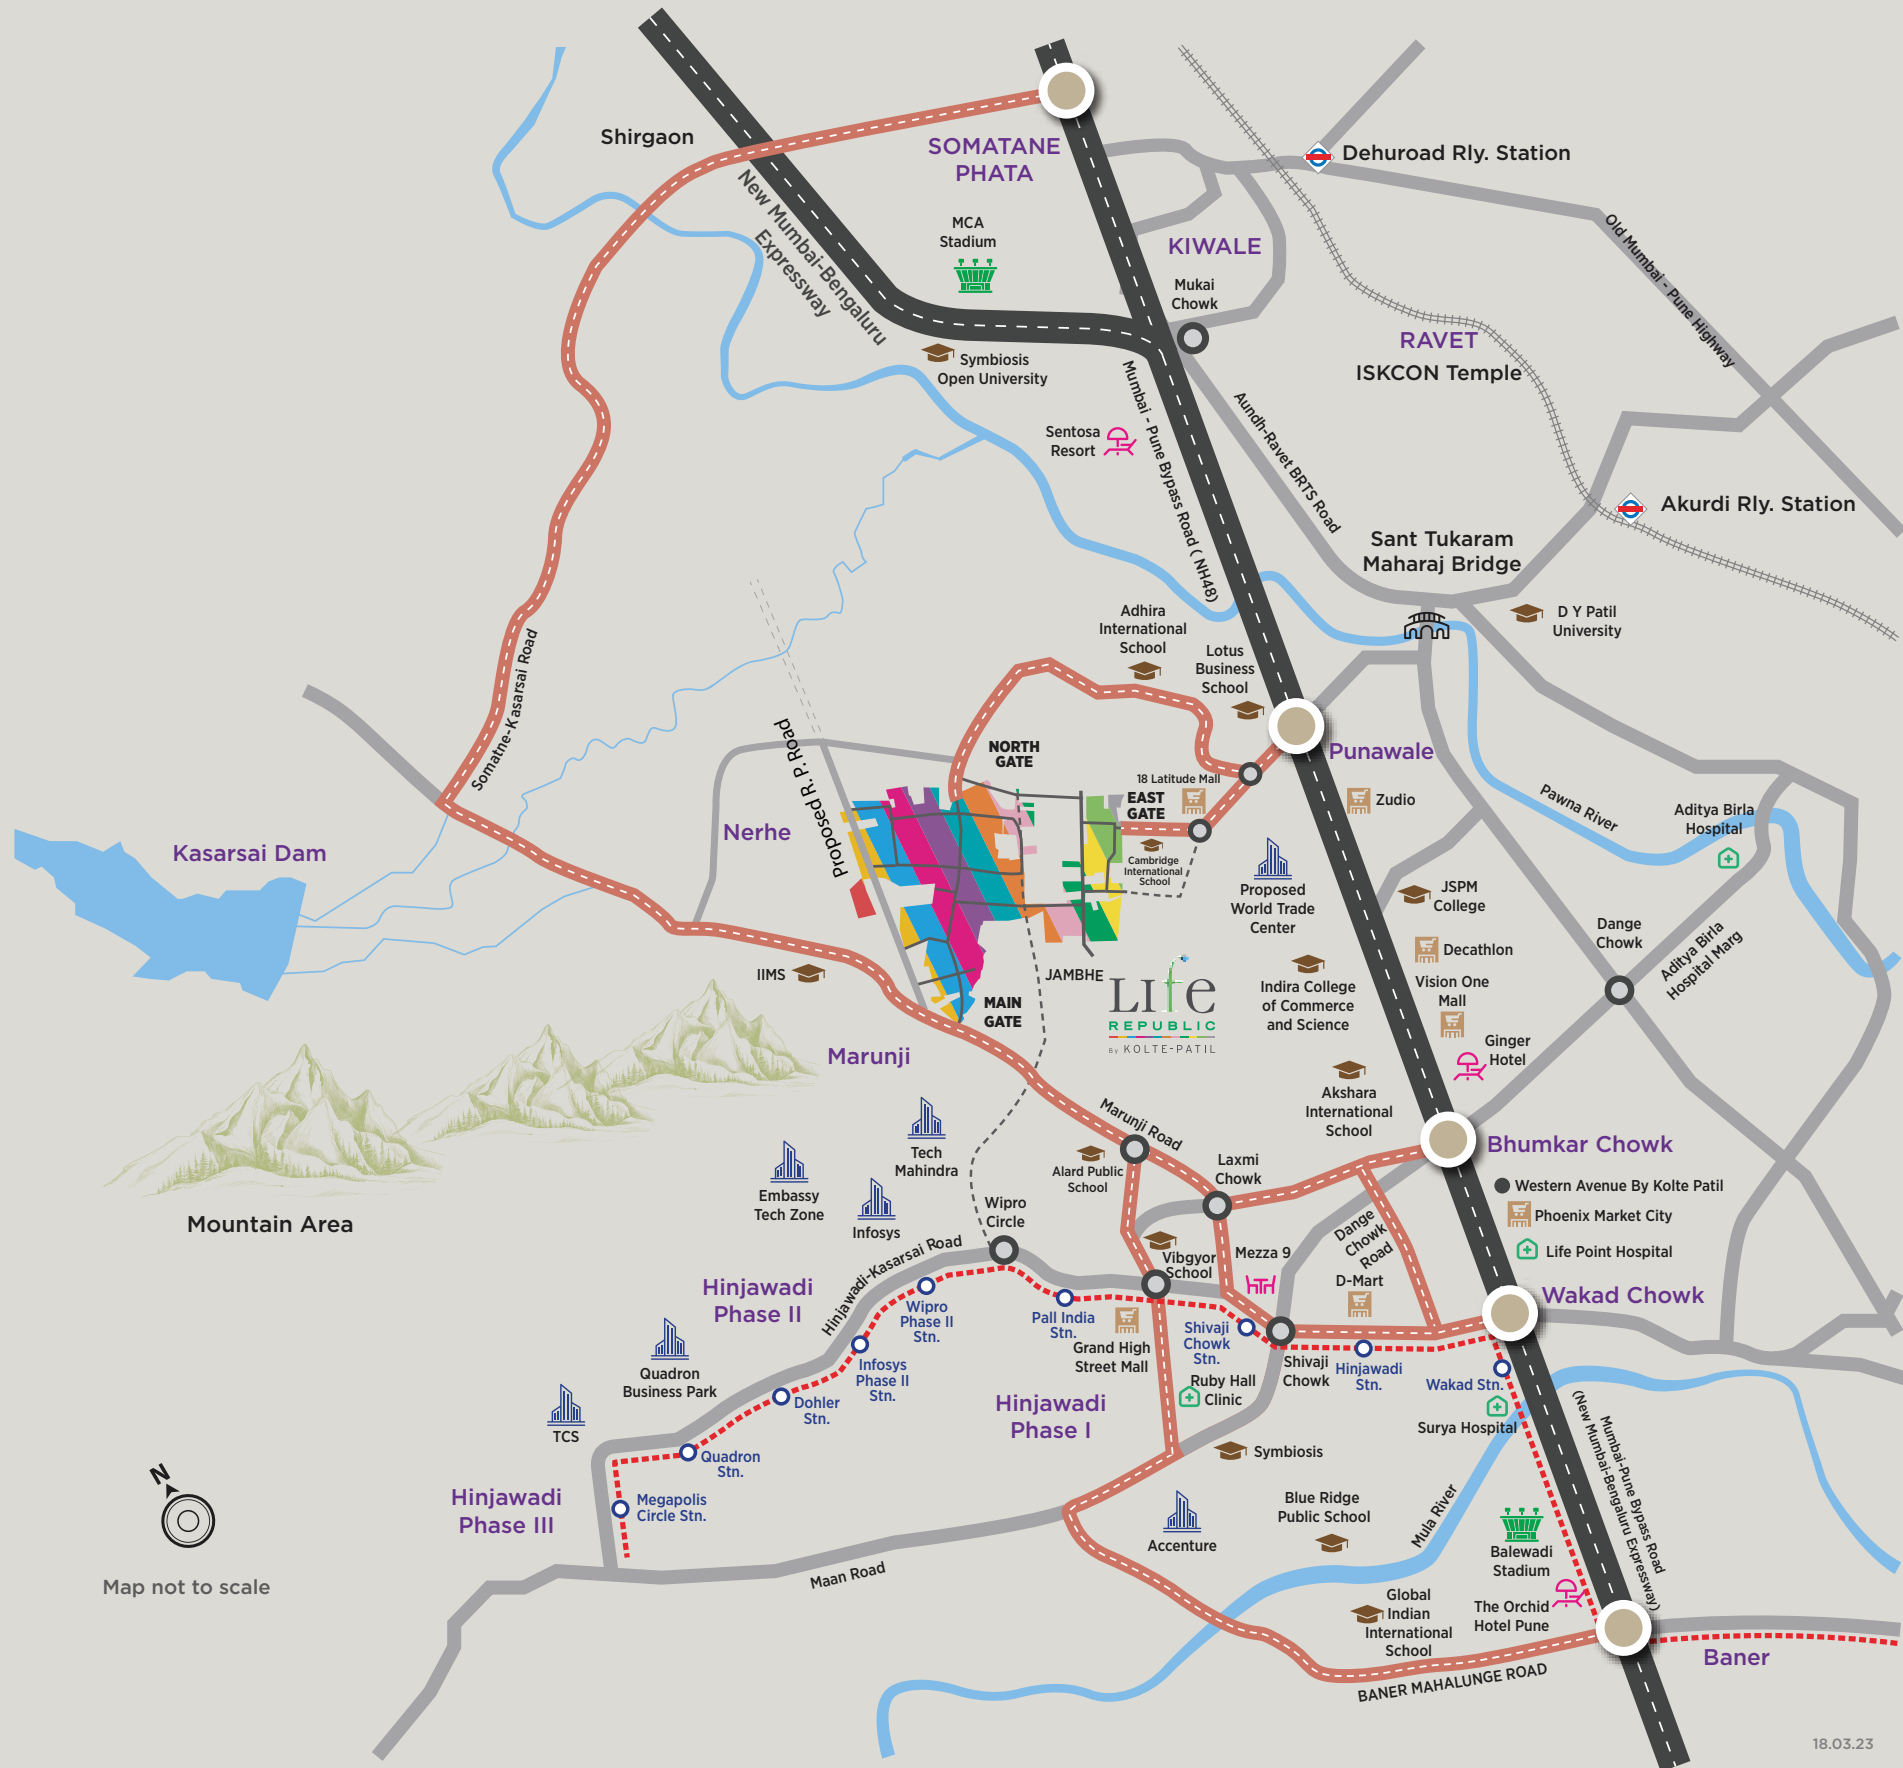 Shirgaon
SOMATANE
PHATA
Dehuroad Rly. Station
New Mumbai-Bengaluru
Expressway
MCA
Stadium
KIWALE
Old Mumbai - Pune Highway
Mukai
Chowk
RAVET
ISKCON Temple
Symbiosis
Open University
Mumbai - Pune Bypass Road ( NH48)
Aundh-Ravet BRTS Road
Sentosa
Resort
Akurdi Rly. Station
Sant Tukaram
Maharaj Bridge
D Y Patil
University
Adhira
International
School
Lotus
Business
School
Somatne-Kasarsai Road
Proposed R. P. Road
NORTH
GATE
18 Latitude Mall
EAST
GATE
Punawale
Zudio
Pawna River
Aditya Birla
Hospital
Nerhe
Kasarsai Dam
Cambridge
International
School
Proposed
World Trade
Center
JSPM
College
Dange
Chowk
Aditya Birla
Hospital Marg
Decathlon
IIMS
JAMBHE
LIfe
REPUBLIC
By KOLTE-PATIL
Indira College
of Commerce
and Science
Vision One
Mall
MAIN
GATE
Ginger
Hotel
Marunji
Akshara
International
School
Marunji Road
Tech
Mahindra
Alard Public
School
Laxmi
Chowk
Bhumkar Chowk
Western Avenue By Kolte Patil
Phoenix Market City
Life Point Hospital
Embassy
Tech Zone
Infosys
Wipro
Circle
Mountain Area
Dange
Chowk
Road
Vibgyor
School
Mezza 9
D-Mart
Wakad Chowk
Hinjawadi-Kasarsai Road
Hinjawadi
Phase II
Wipro
Phase II
Stn.
Pall India
Stn.
Grand High
Street Mall
Shivaji
Chowk
Stn.
Shivaji
Chowk
Hinjawadi
Stn.
Wakad Stn.
Infosys
Phase II
Stn.
Quadron
Business Park
Dohler
Stn.
Ruby Hall
Clinic
Surya Hospital
TCS
Hinjawadi
Phase I
Quadron
Stn.
Symbiosis
Mumbai-Pune Bypass Road
(New Mumbai-Bengaluru Expressway)
N
Hinjawadi
Phase III
Megapolis
Circle Stn.
Blue Ridge
Public School
Mula River
Accenture
Balewadi
Stadium
Map not to scale
Maan Road
Global
Indian
International
School
The Orchid
Hotel Pune
Baner
BANER MAHALUNGE ROAD
18.03.23